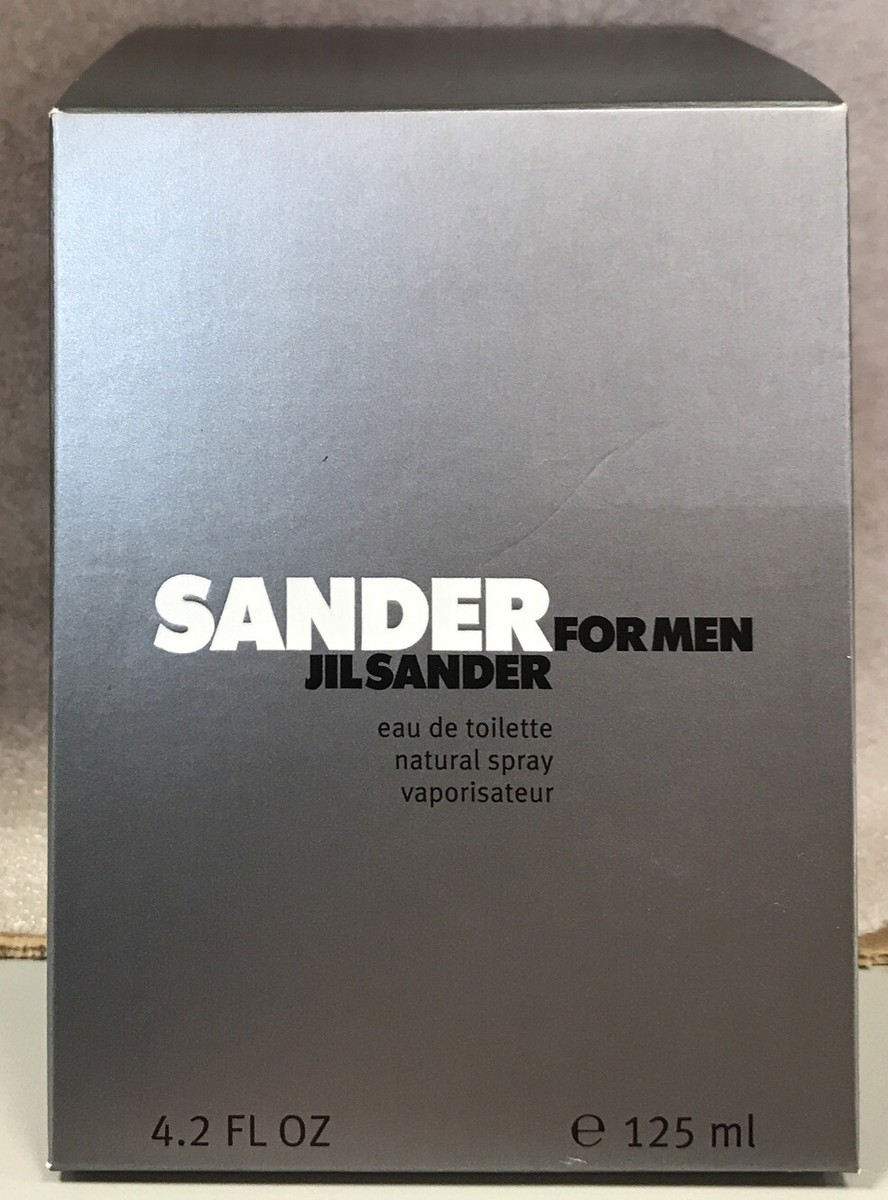 SANDER FOR MEN
JIL SANDER
eau de toilette
natural spray
vaporisateur
4.2 FL OZ ℮ 125 ml